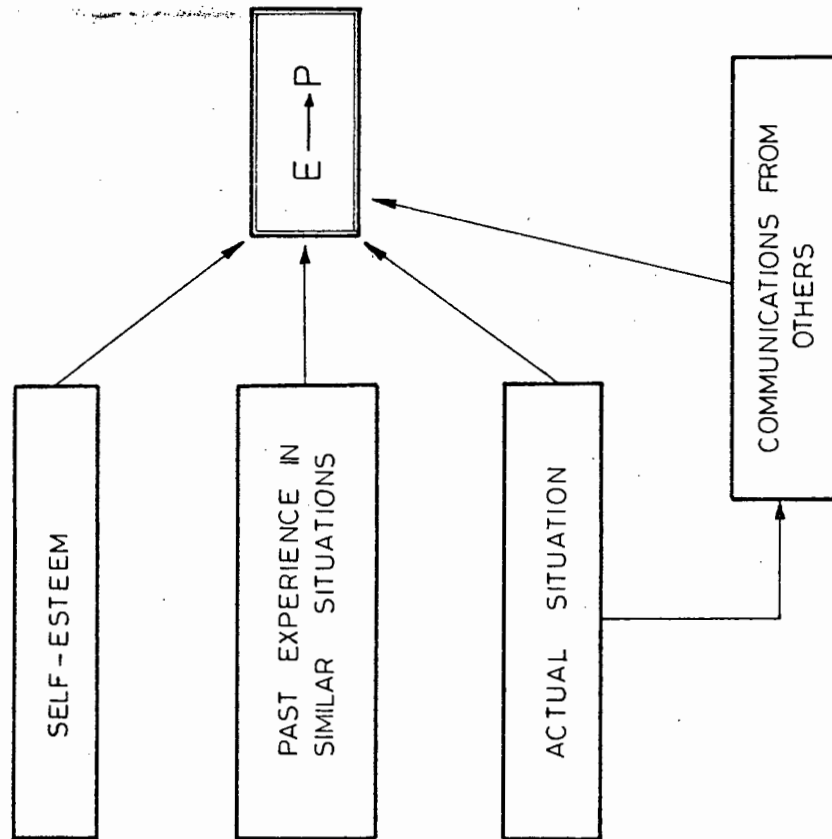 SELF-ESTEEM
PAST EXPERIENCE IN
SIMILAR SITUATIONS
ACTUAL SITUATION
E → P
COMMUNICATIONS FROM
OTHERS